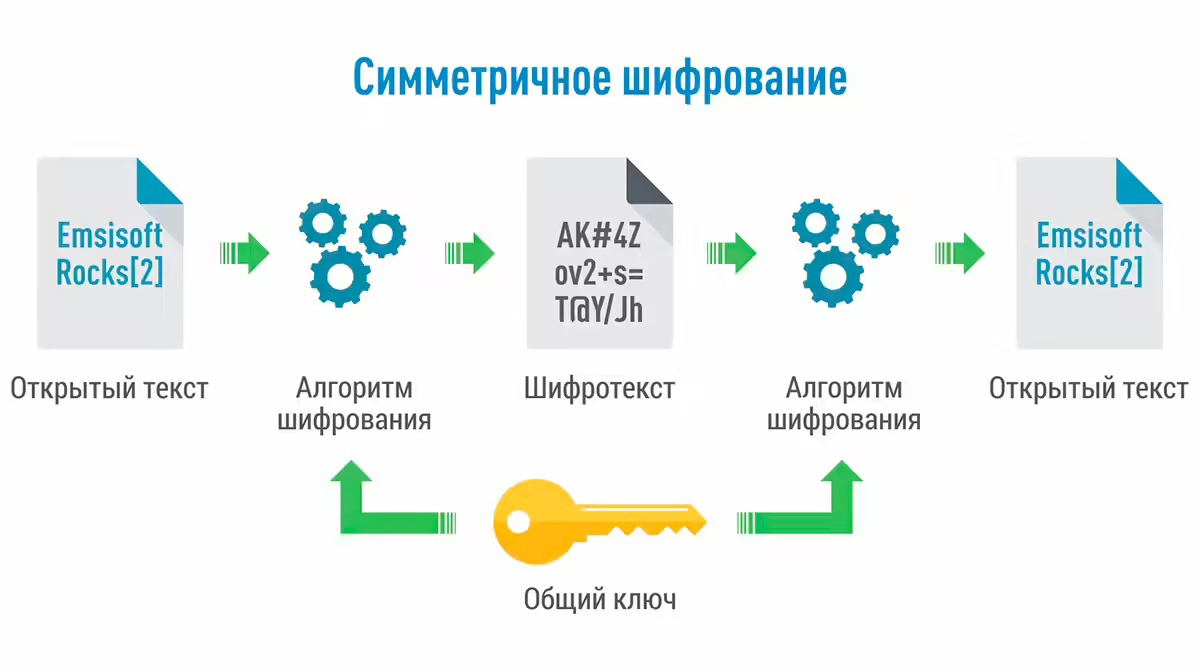 Симметричное шифрование
Emsisoft
Rocks[2]
Открытый текст
Алгоритм
шифрования
AK#4Z
ov2+s=
T@Y/Jh
Шифротекст
Алгоритм
шифрования
Emsisoft
Rocks[2]
Открытый текст
Общий ключ